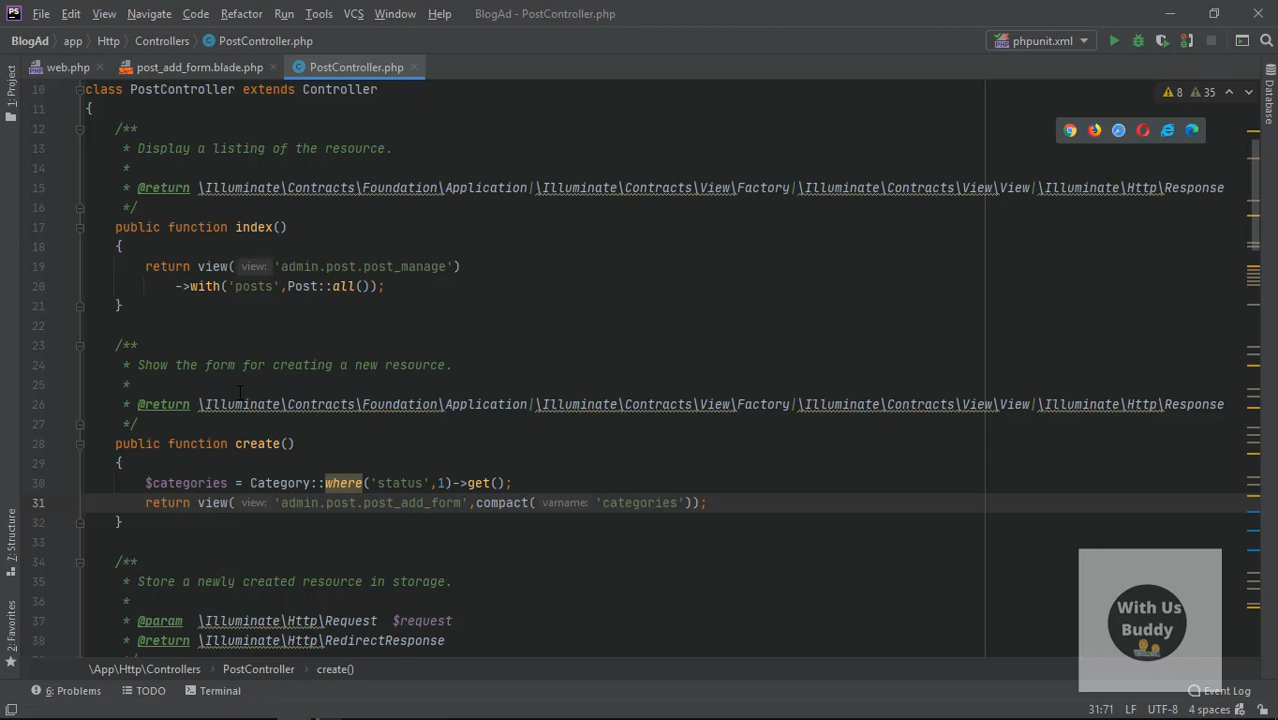 PS File Edit View Navigate Code Refactor Run Tools VCS Window Help BlogAd - PostController.php
BlogAd app Http Controllers PostController.php phpunit.xml
web.php post_add_form.blade.php PostController.php
1: Project
Database
8 35
10 class PostController extends Controller
11 {
12 /**
13 * Display a listing of the resource.
14 *
15 * @return \Illuminate\Contracts\Foundation\Application|\Illuminate\Contracts\View\Factory|\Illuminate\Contracts\View\View|\Illuminate\Http\Response
16 */
17 public function index()
18 {
19 return view( view: 'admin.post.post_manage')
20 ->with('posts',Post::all());
21 }
22
23 /**
24 * Show the form for creating a new resource.
25 *
26 * @return \Illuminate\Contracts\Foundation\Application|\Illuminate\Contracts\View\Factory|\Illuminate\Contracts\View\View|\Illuminate\Http\Response
27 */
28 public function create()
29 {
30 $categories = Category::where('status',1)->get();
31 return view( view: 'admin.post.post_add_form',compact( varname: 'categories'));
32 }
33
34 /**
35 * Store a newly created resource in storage.
36 *
37 * @param \Illuminate\Http\Request $request
38 * @return \Illuminate\Http\RedirectResponse
7: Structure
2: Favorites
With Us
Buddy
\App\Http\Controllers PostController create()
6: Problems TODO Terminal Event Log
31:71 LF UTF-8 4 spaces